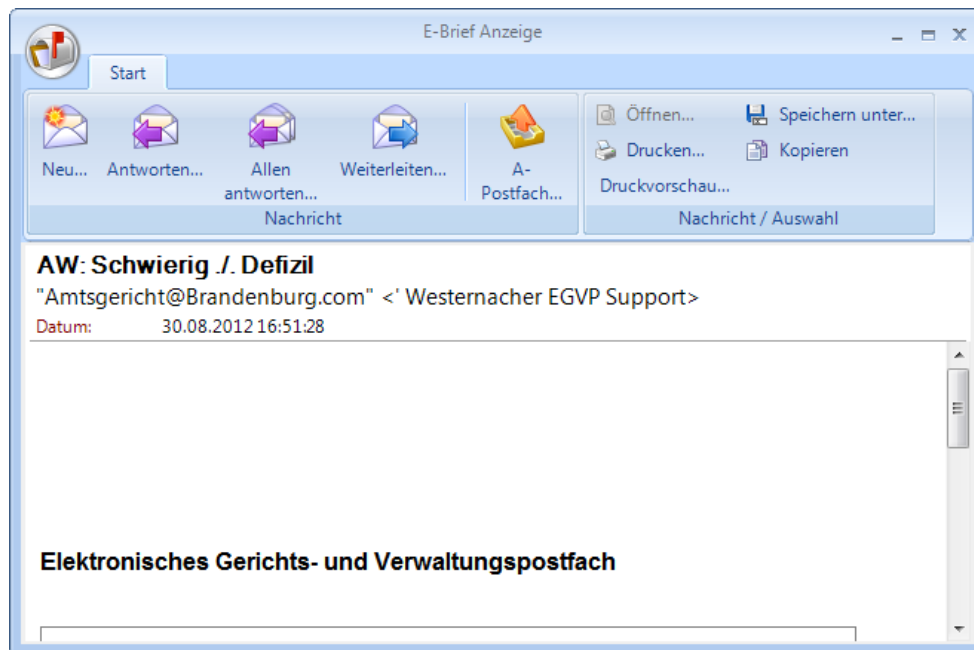 E-Brief Anzeige
Start
Neu...
Antworten...
Allen
antworten...
Weiterleiten...
A-
Postfach...
Nachricht
Öffnen...
Speichern unter...
Drucken...
Kopieren
Druckvorschau...
Nachricht / Auswahl
AW: Schwierig ./. Defizil
"Amtsgericht@Brandenburg.com" <' Westernacher EGVP Support>
Datum: 30.08.2012 16:51:28
Elektronisches Gerichts- und Verwaltungspostfach